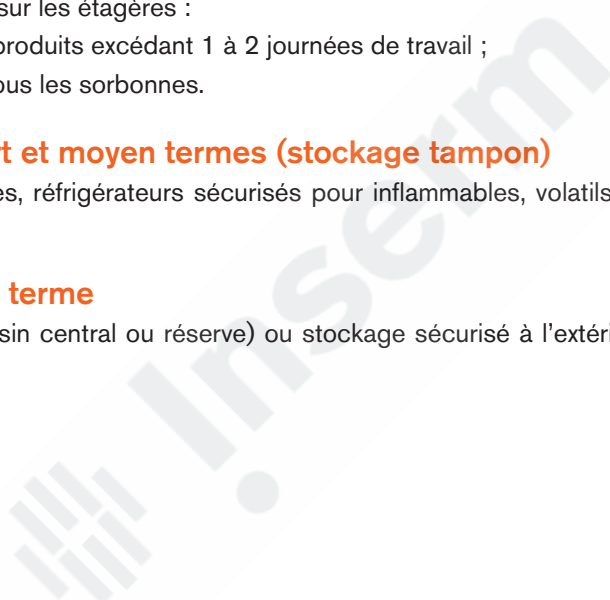 sur les étagères :
produits excédant 1 à 2 journées de travail ;
ous les sorbonnes.
rt et moyen termes (stockage tampon)
es, réfrigérateurs sécurisés pour inflammables, volatils
terme
sin central ou réserve) ou stockage sécurisé à l'extéri
Inserm